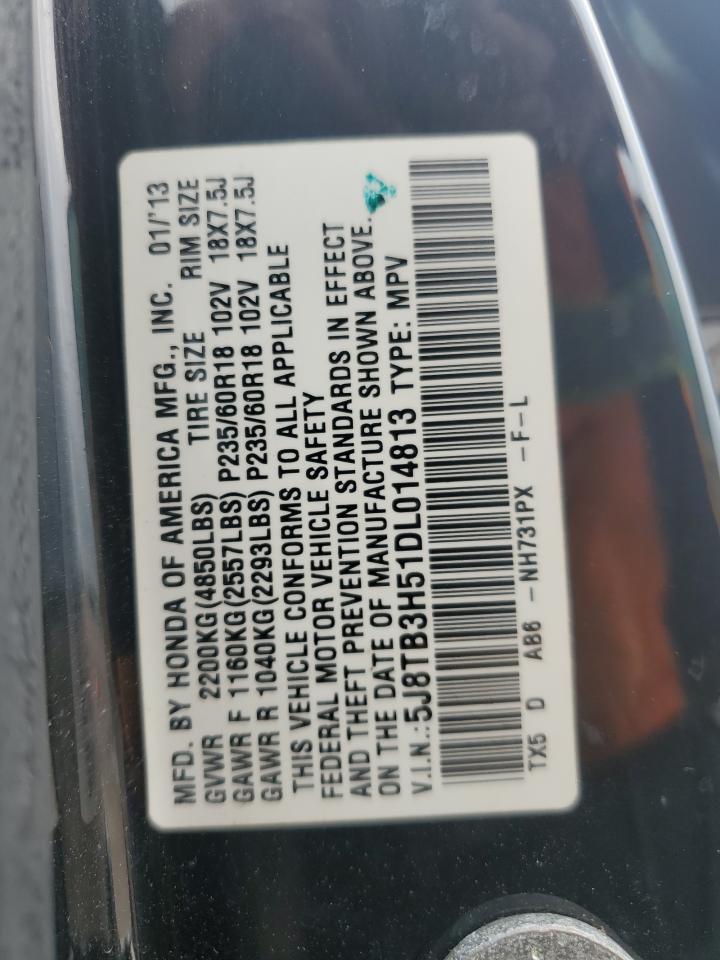 MFD. BY HONDA OF AMERICA MFG., INC. 01/'13
GVWR 2200KG(4850LBS) TIRE SIZE RIM SIZE
GAWR F 1160KG(2557LBS) P235/60R18 102V 18X7.5J
GAWR R 1040KG(2293LBS) P235/60R18 102V 18X7.5J
THIS VEHICLE CONFORMS TO ALL APPLICABLE
FEDERAL MOTOR VEHICLE SAFETY
AND THEFT PREVENTION STANDARDS IN EFFECT
ON THE DATE OF MANUFACTURE SHOWN ABOVE.
V.I.N.:5J8TB3H51DL014813 TYPE: MPV
TX5 D AB6 -NH731PX -F-L